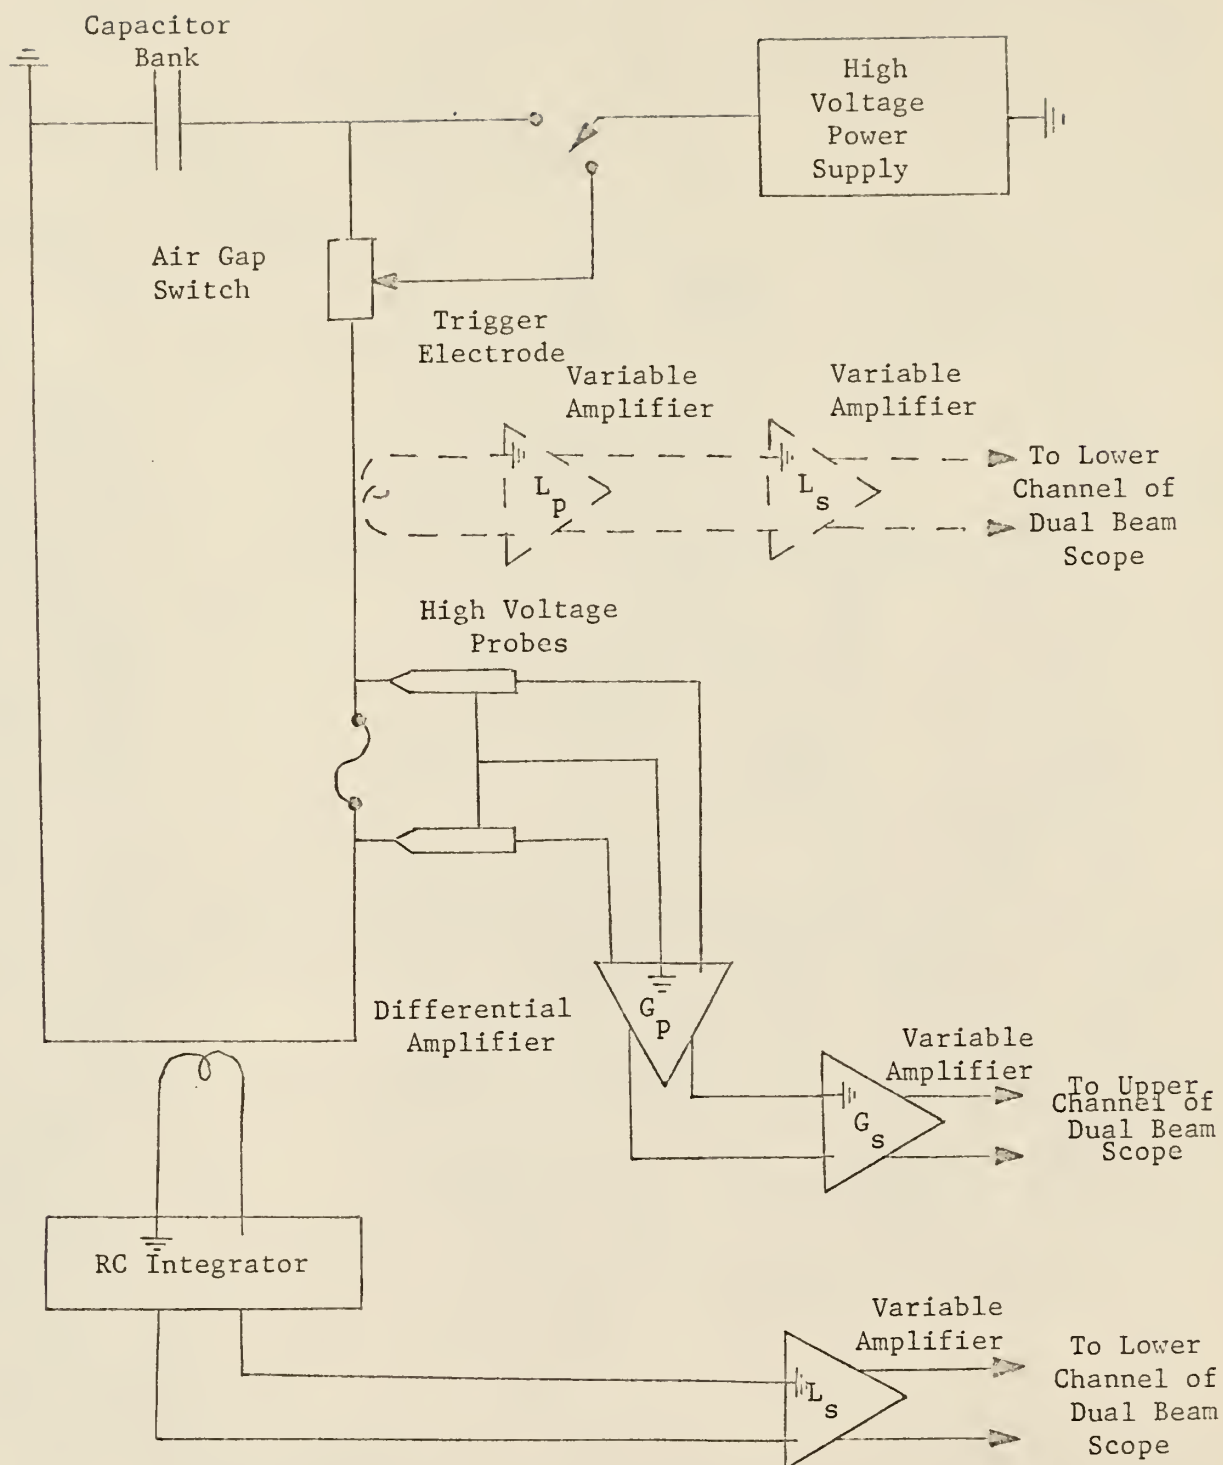 Capacitor
Bank
High
Voltage
Power
Supply
Air Gap
Switch
Trigger
Electrode
Variable
Amplifier
Variable
Amplifier
L
p
L
s
To Lower
Channel of
Dual Beam
Scope
High Voltage
Probes
Differential
Amplifier
G
p
Variable
Amplifier
G
s
To Upper
Channel of
Dual Beam
Scope
RC Integrator
Variable
Amplifier
L
s
To Lower
Channel of
Dual Beam
Scope